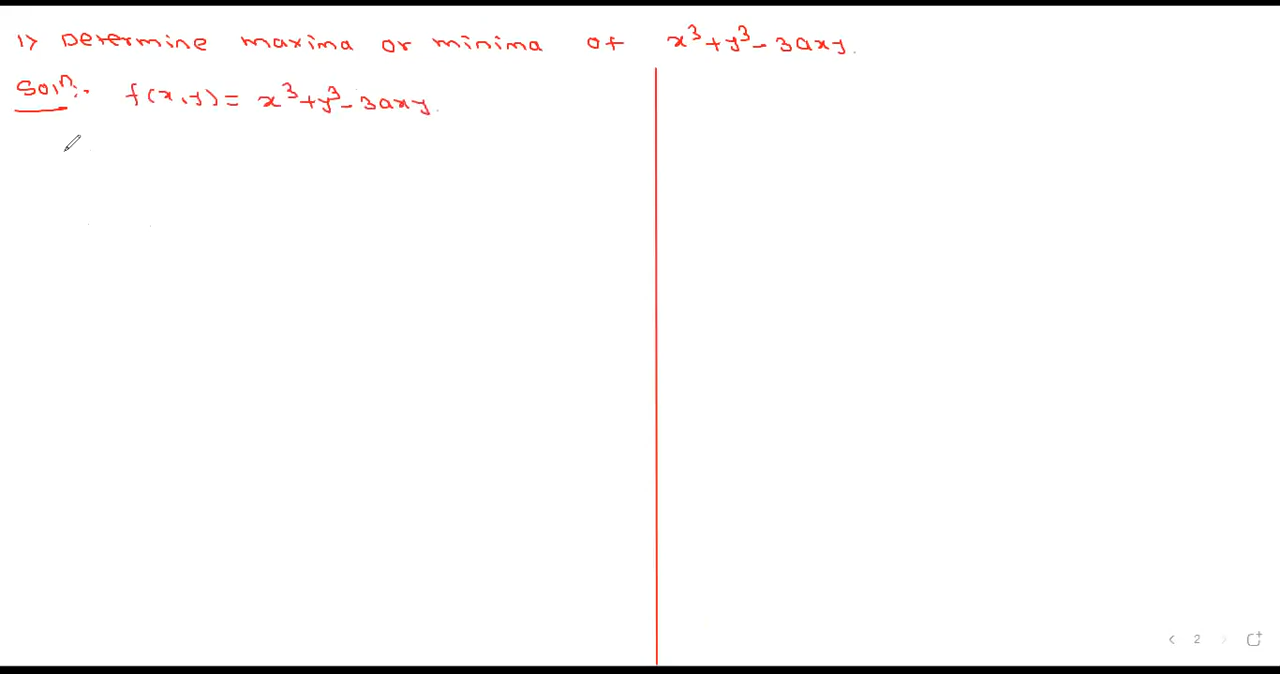 1) Determine maxima or minima of x³+y³-3axy.
Solⁿ:- f(x,y)= x³+y³-3axy.
< 2 >